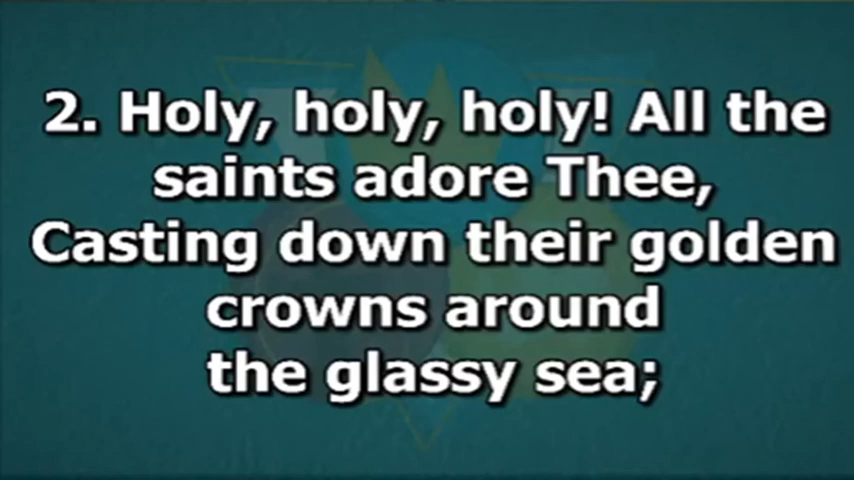 2. Holy, holy, holy! All the
saints adore Thee,
Casting down their golden
crowns around
the glassy sea;